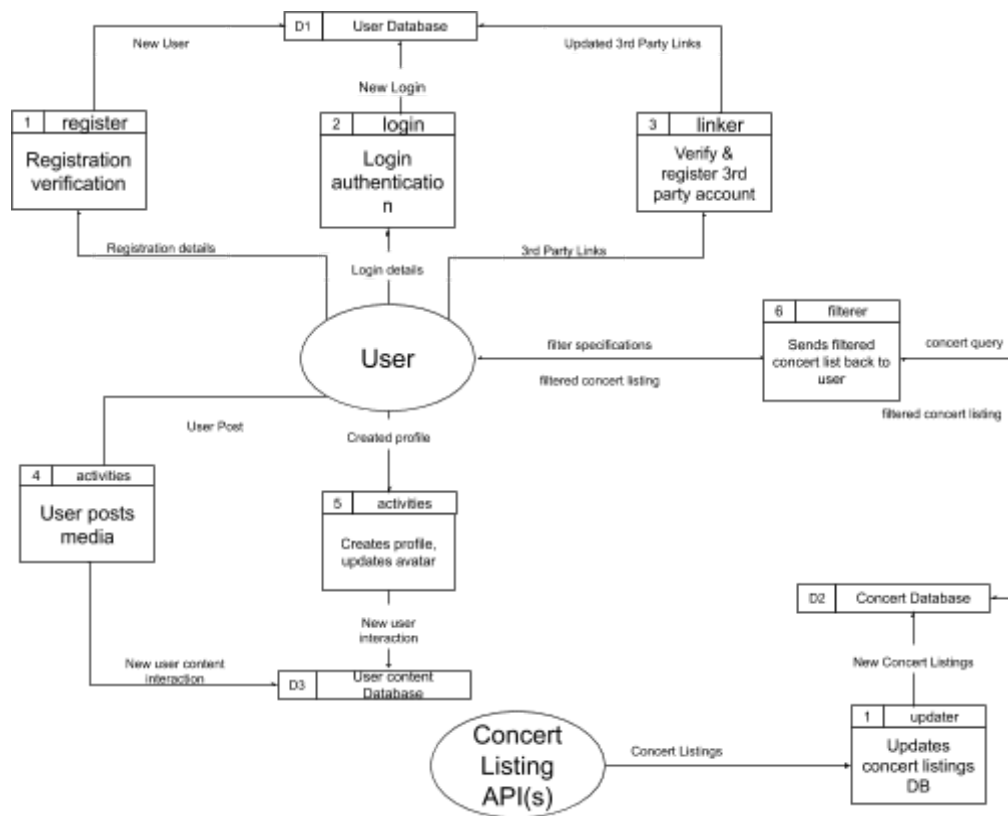 D1
User Database
New User
Updated 3rd Party Links
New Login
1
register
Registration
verification
2
login
Login
authenticatio
n
3
linker
Verify &
register 3rd
party account
Registration details
Login details
3rd Party Links
6
filterer
Sends filtered
concert list back to
user
User
filter specifications
filtered concert listing
concert query
filtered concert listing
User Post
Created profile
4
activities
User posts
media
5
activities
Creates profile,
updates avatar
D2
Concert Database
New user
interaction
New user content
interaction
D3
User content
Database
New Concert Listings
1
updater
Updates
concert listings
DB
Concert
Listing
API(s)
Concert Listings